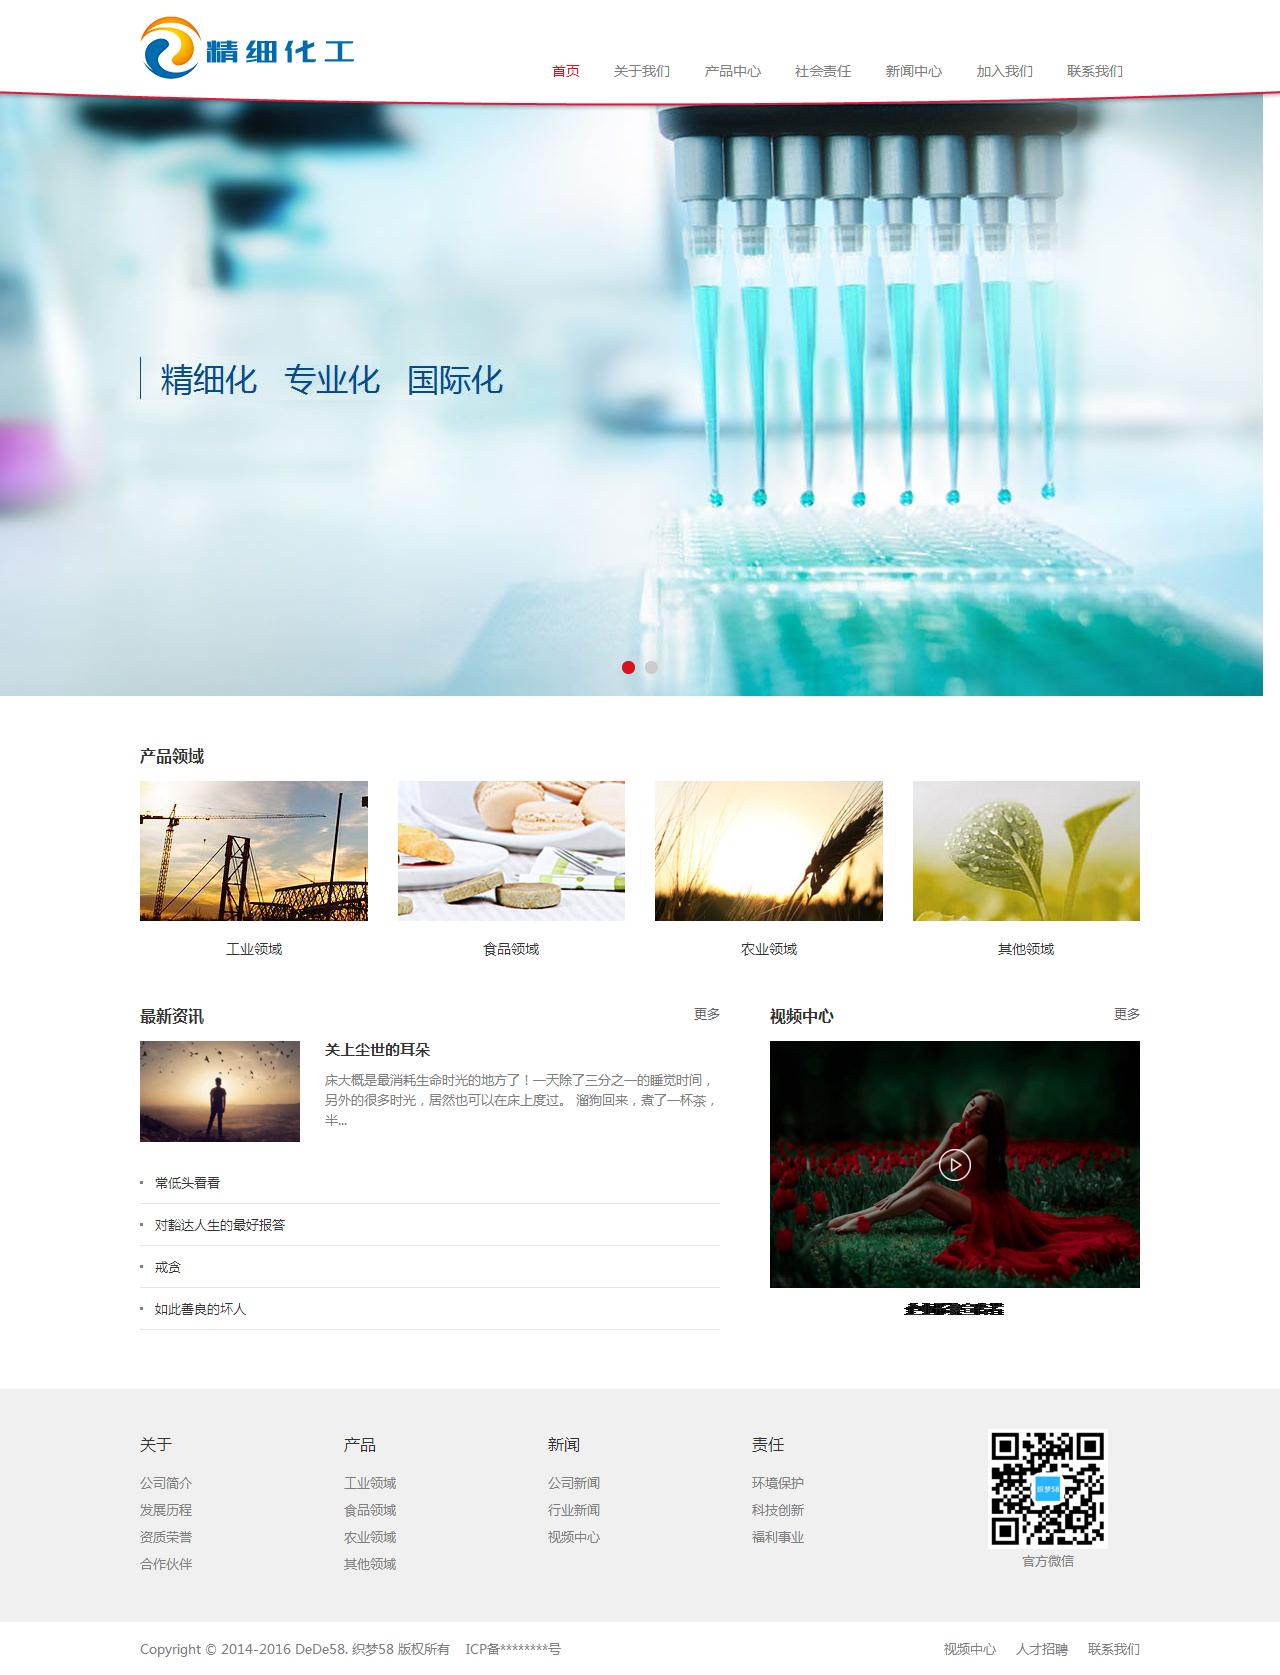 精细化工
首页 关于我们 产品中心 社会责任 新闻中心 加入我们 联系我们
精细化 专业化 国际化
产品领域
工业领域 食品领域 农业领域 其他领域
最新资讯 更多
关上尘世的耳朵
床大概是最消耗生命时光的地方了！一天除了三分之一的睡觉时间，
另外的很多时光，居然也可以在床上度过。 溜狗回来，煮了一杯茶，
半...
常低头看看
对豁达人生的最好报答
戒贪
如此善良的坏人
视频中心 更多
关于 产品 新闻 责任
公司简介 工业领域 公司新闻 环境保护
发展历程 食品领域 行业新闻 科技创新
资质荣誉 农业领域 视频中心 福利事业
合作伙伴 其他领域
织梦58
官方微信
Copyright © 2014-2016 DeDe58. 织梦58 版权所有 ICP备********号 视频中心 人才招聘 联系我们